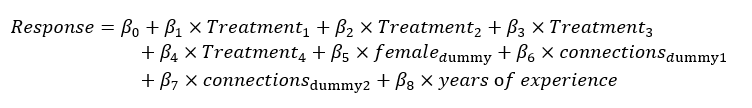 Response = β₀ + β₁ × Treatment₁ + β₂ × Treatment₂ + β₃ × Treatment₃
+ β₄ × Treatment₄ + β₅ × female_dummy + β₆ × connections_dummy1
+ β₇ × connections_dummy2 + β₈ × years of experience